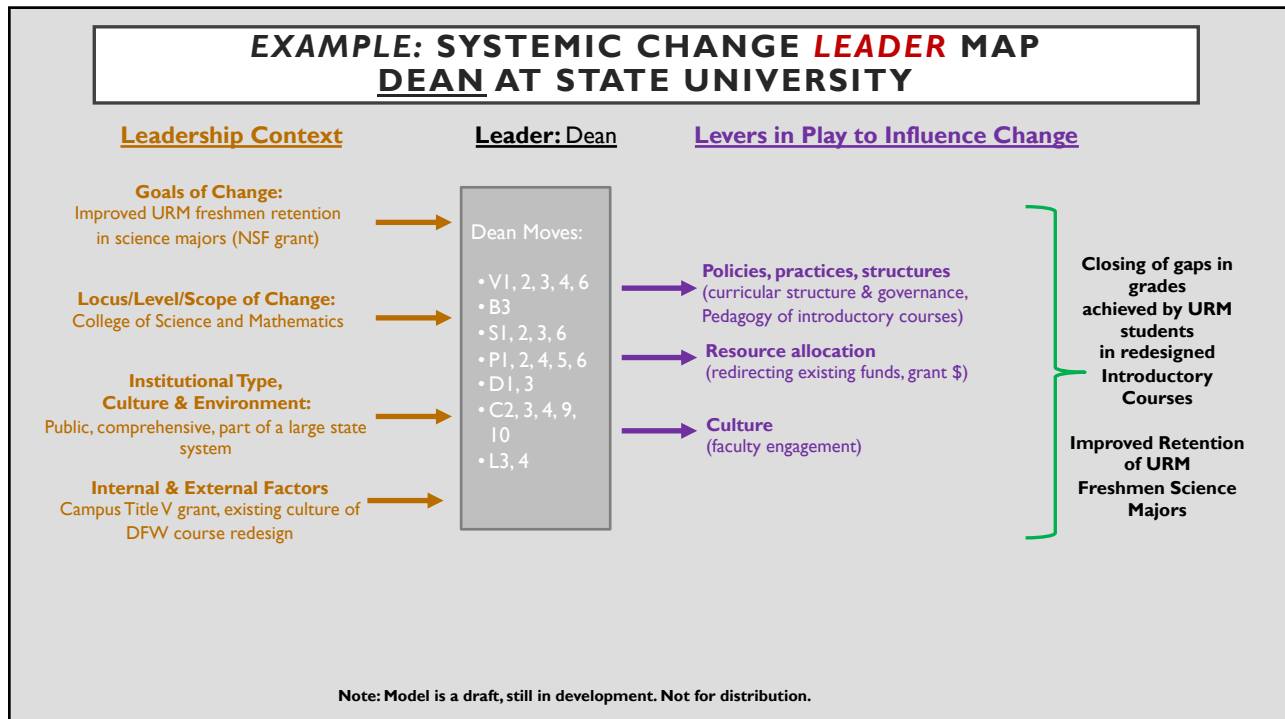 EXAMPLE: SYSTEMIC CHANGE LEADER MAP
DEAN AT STATE UNIVERSITY
Leadership Context
Goals of Change:
Improved URM freshmen retention
in science majors (NSF grant)
Locus/Level/Scope of Change:
College of Science and Mathematics
Institutional Type,
Culture & Environment:
Public, comprehensive, part of a large state
system
Internal & External Factors
Campus Title V grant, existing culture of
DFW course redesign
Leader: Dean
Dean Moves:
• V1, 2, 3, 4, 6
• B3
• S1, 2, 3, 6
• P1, 2, 4, 5, 6
• D1, 3
• C2, 3, 4, 9,
10
• L3, 4
Levers in Play to Influence Change
Policies, practices, structures
(curricular structure & governance,
Pedagogy of introductory courses)
Resource allocation
(redirecting existing funds, grant $)
Culture
(faculty engagement)
Closing of gaps in
grades
achieved by URM
students
in redesigned
Introductory
Courses
Improved Retention
of URM
Freshmen Science
Majors
Note: Model is a draft, still in development. Not for distribution.